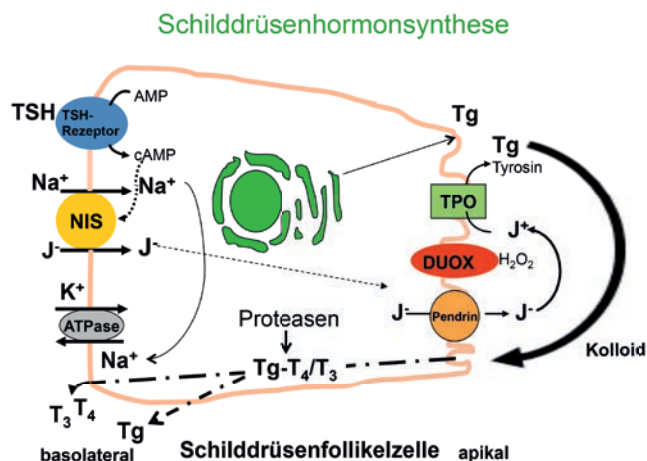 Schilddrüsenhormonsynthese
TSH
TSH-
Rezeptor
AMP
cAMP
Na⁺
Na⁺
NIS
J⁻
J⁻
K⁺
ATPase
Na⁺
T₃ T₄
Tg
basolateral
Proteasen
Tg-T₄/T₃
Schilddrüsenfollikelzelle
apikal
Tg
Tg
Tyrosin
TPO
J⁺
DUOX
H₂O₂
J⁻
Pendrin
J⁻
Kolloid